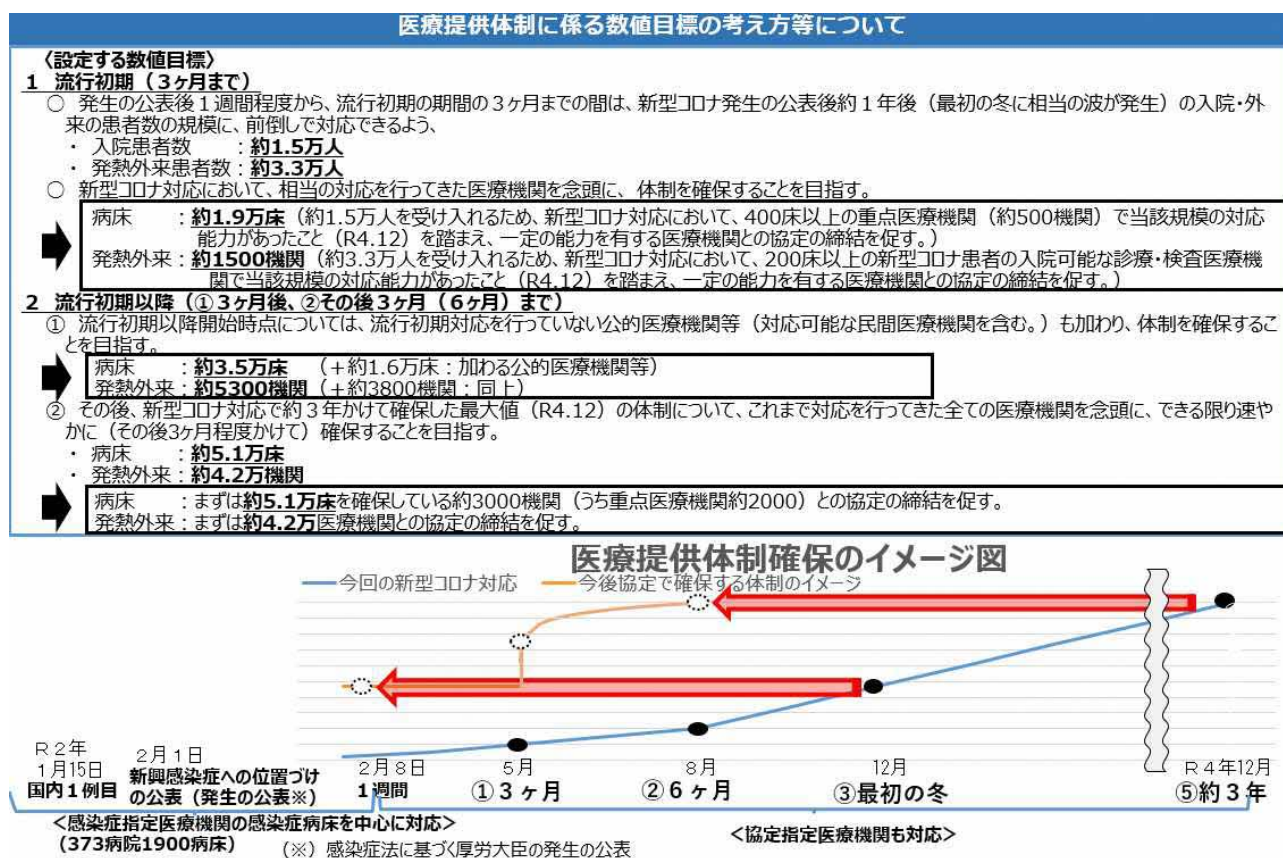 医療提供体制に係る数値目標の考え方等について
〈設定する数値目標〉
1 流行初期（３ヶ月まで）
○ 発生の公表後１週間程度から、流行初期の期間の３ヶ月までの間は、新型コロナ発生の公表後約１年後（最初の冬に相当の波が発生）の入院・外
来の患者数の規模に、前倒しで対応できるよう、
・ 入院患者数 ：約1.5万人
・ 発熱外来患者数：約3.3万人
○ 新型コロナ対応において、相当の対応を行ってきた医療機関を念頭に、体制を確保することを目指す。
病床 ：約1.9万床（約1.5万人を受け入れるため、新型コロナ対応において、400床以上の重点医療機関（約500機関）で当該規模の対応
能力があったこと（R4.12）を踏まえ、一定の能力を有する医療機関との協定の締結を促す。）
発熱外来：約1500機関（約3.3万人を受け入れるため、新型コロナ対応において、200床以上の新型コロナ患者の入院可能な診療・検査医療機
関で当該規模の対応能力があったこと（R4.12）を踏まえ、一定の能力を有する医療機関との協定の締結を促す。）
2 流行初期以降（①３ヶ月後、②その後３ヶ月（６ヶ月）まで）
① 流行初期以降開始時点については、流行初期対応を行っていない公的医療機関等（対応可能な民間医療機関を含む。）も加わり、体制を確保するこ
とを目指す。
病床 ：約3.5万床 （＋約1.6万床：加わる公的医療機関等）
発熱外来：約5300機関（＋約3800機関：同上）
② その後、新型コロナ対応で約３年かけて確保した最大値（R4.12）の体制について、これまで対応を行ってきた全ての医療機関を念頭に、できる限り速や
かに（その後3ヶ月程度かけて）確保することを目指す。
・ 病床 ：約5.1万床
・ 発熱外来：約4.2万機関
病床 ：まずは約5.1万床を確保している約3000機関（うち重点医療機関約2000）との協定の締結を促す。
発熱外来：まずは約4.2万医療機関との協定の締結を促す。
医療提供体制確保のイメージ図
今回の新型コロナ対応 今後協定で確保する体制のイメージ
Ｒ２年
１月15日
国内１例目
２月１日
新興感染症への位置づけ
の公表（発生の公表※）
２月８日
１週間
５月
①３ヶ月
８月
②６ヶ月
12月
③最初の冬
Ｒ４年12月
⑤約３年
＜感染症指定医療機関の感染症病床を中心に対応＞
（373病院1900病床）
（※）感染症法に基づく厚労大臣の発生の公表
＜協定指定医療機関も対応＞